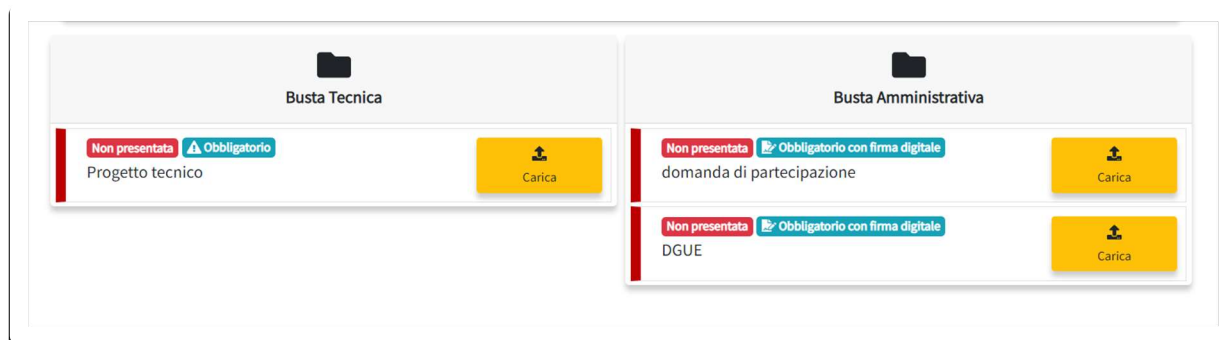 Busta Tecnica
Non presentata Obbligatorio
Progetto tecnico
Carica
Busta Amministrativa
Non presentata Obbligatorio con firma digitale
domanda di partecipazione
Carica
Non presentata Obbligatorio con firma digitale
DGUE
Carica